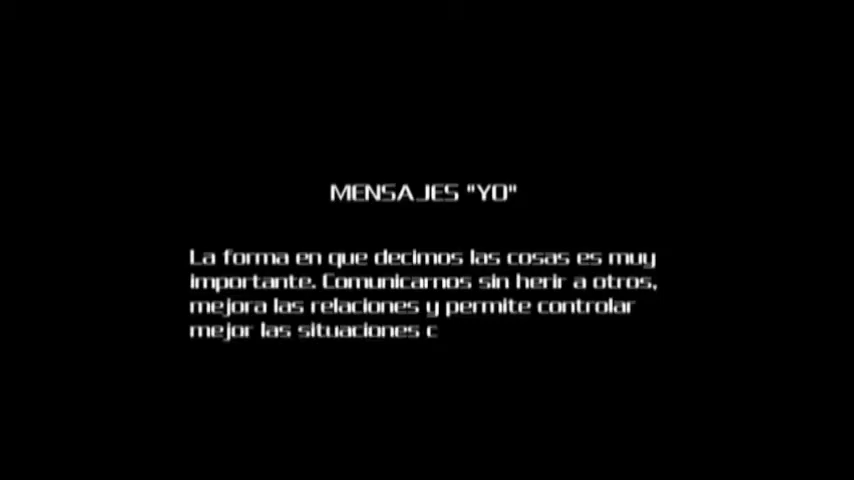 MENSAJES "YO"
La forma en que decimos las cosas es muy
importante. Comunicarnos sin herir a otros,
mejora las relaciones y permite controlar
mejor las situaciones c